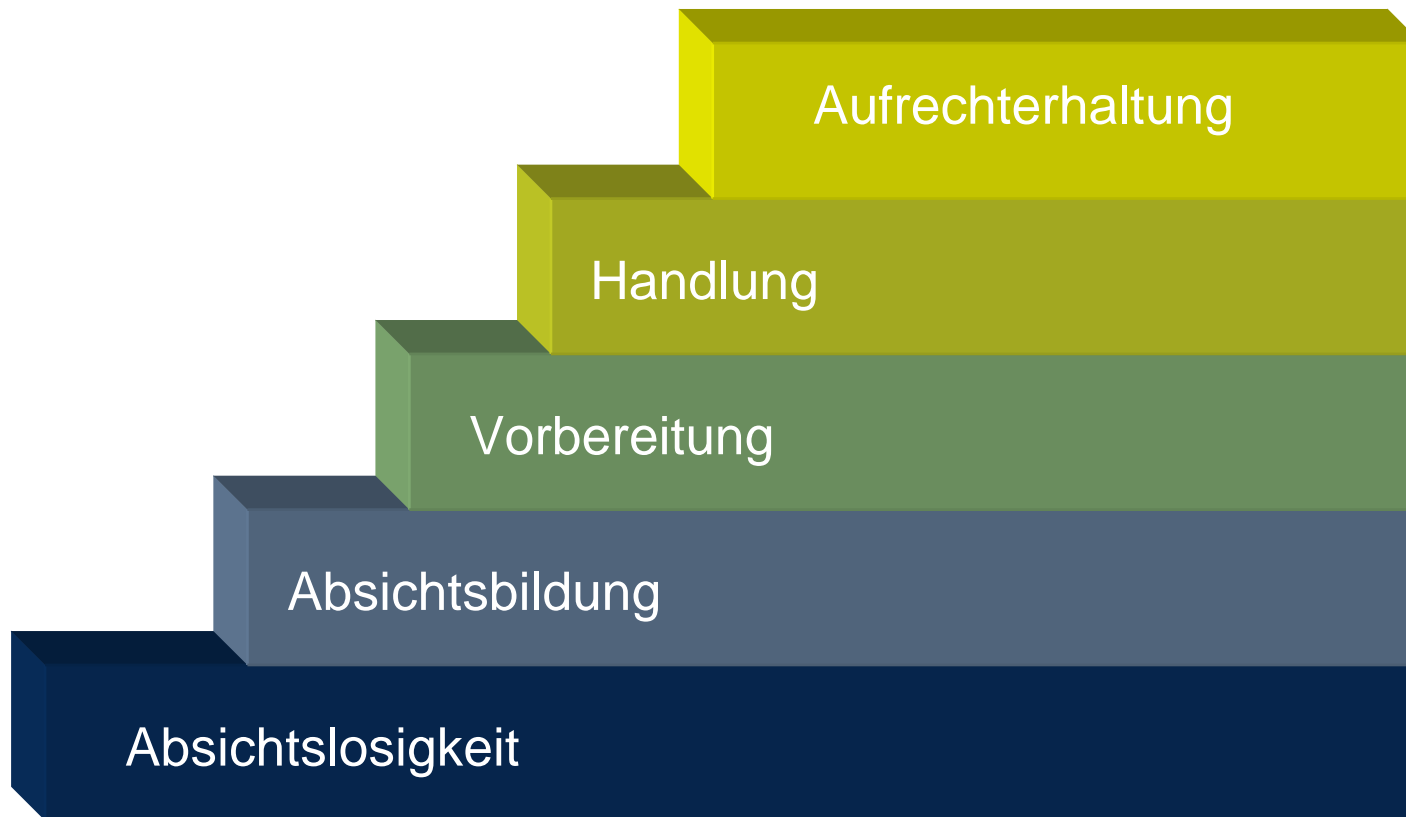 Aufrechterhaltung
Handlung
Vorbereitung
Absichtsbildung
Absichtslosigkeit